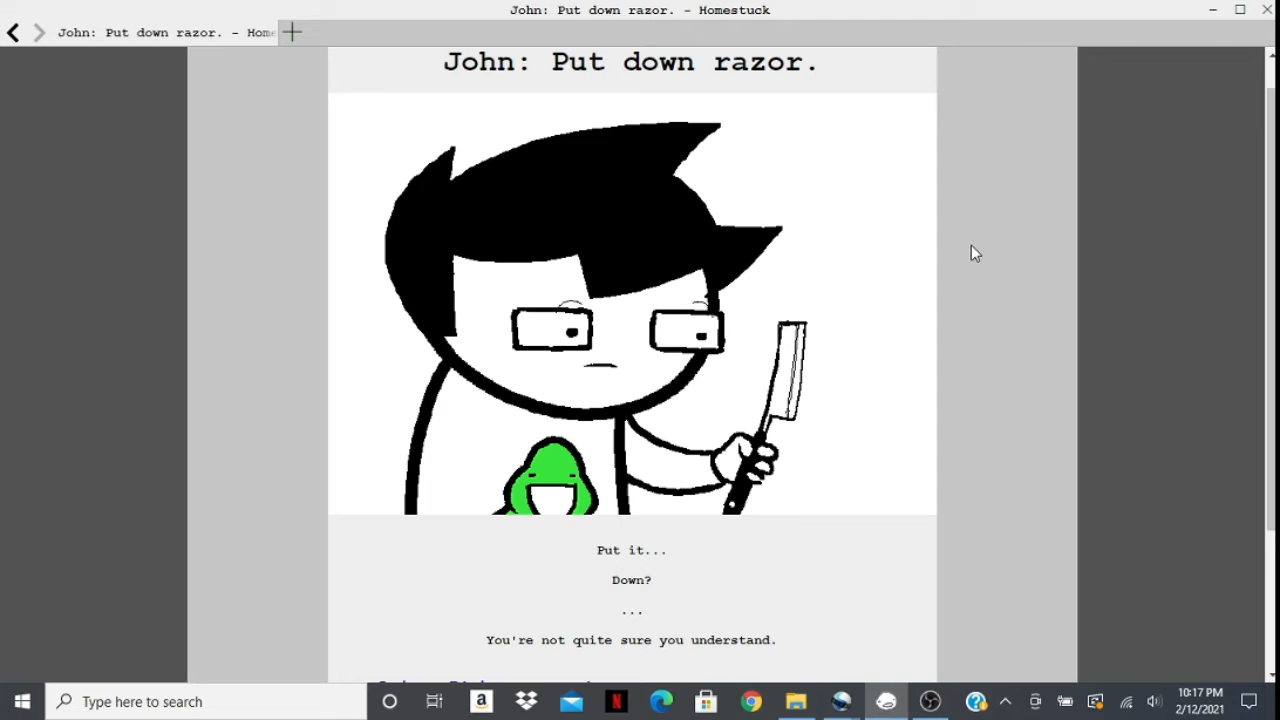 John: Put down razor. - Homestuck
John: Put down razor. - Home
John: Put down razor.
Put it...
Down?
...
You're not quite sure you understand.
Type here to search
10:17 PM
2/12/2021